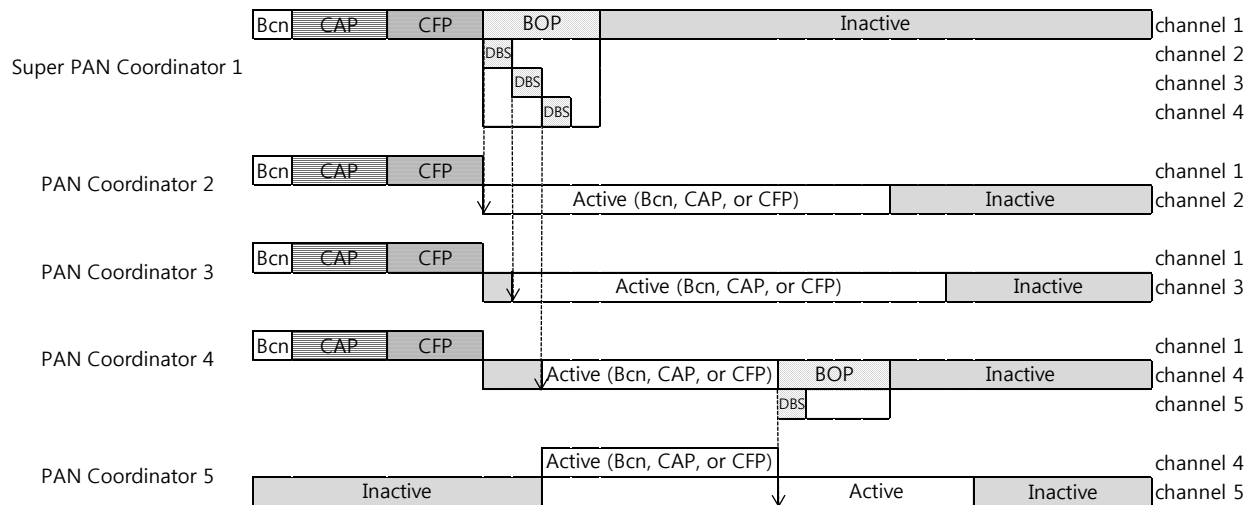 Bcn CAP CFP BOP Inactive channel 1
DBS channel 2
Super PAN Coordinator 1
DBS channel 3
DBS channel 4
Bcn CAP CFP channel 1
PAN Coordinator 2
Active (Bcn, CAP, or CFP) Inactive channel 2
Bcn CAP CFP channel 1
PAN Coordinator 3
Active (Bcn, CAP, or CFP) Inactive channel 3
Bcn CAP CFP channel 1
PAN Coordinator 4
Active (Bcn, CAP, or CFP) BOP Inactive channel 4
DBS channel 5
Active (Bcn, CAP, or CFP) channel 4
PAN Coordinator 5
Inactive Active Inactive channel 5